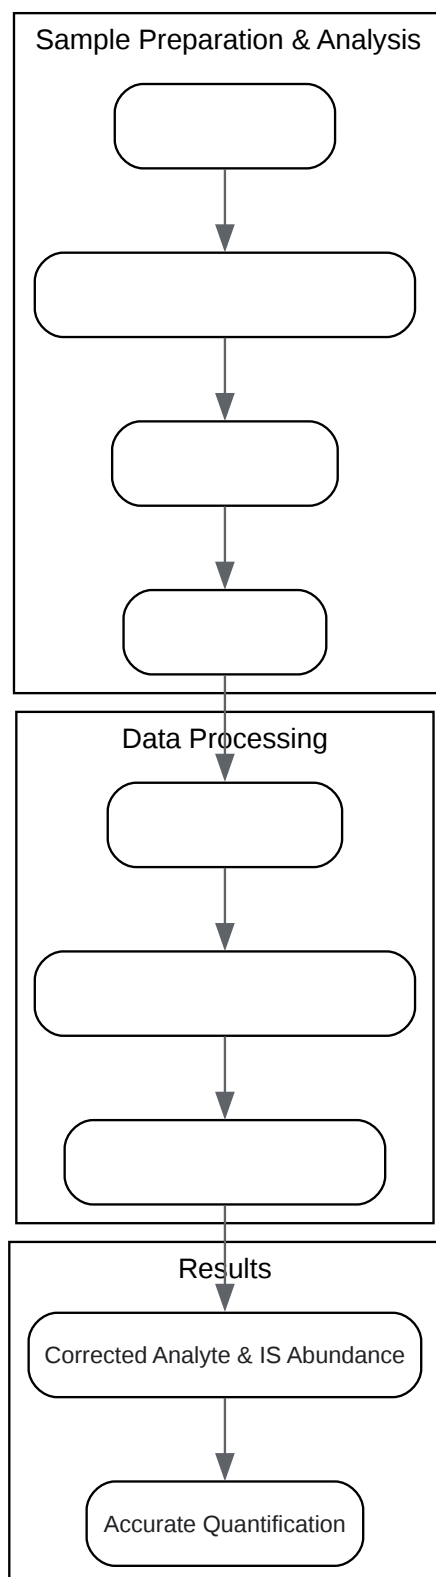 Sample Preparation & Analysis
Data Processing
Results
Corrected Analyte & IS Abundance
Accurate Quantification